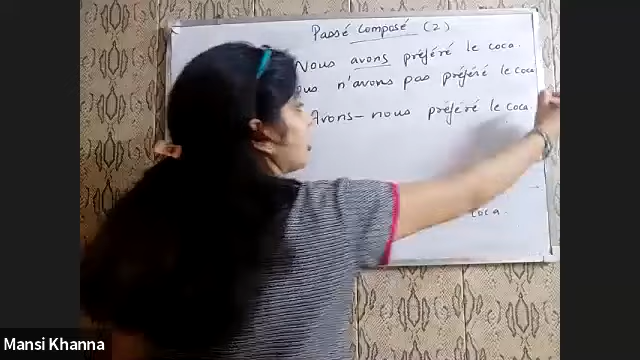 Passé composé (2)
Nous avons préféré le coca.
n'avons pas préféré le coca
Avons-nous préféré le coca.
coca.
Mansi Khanna